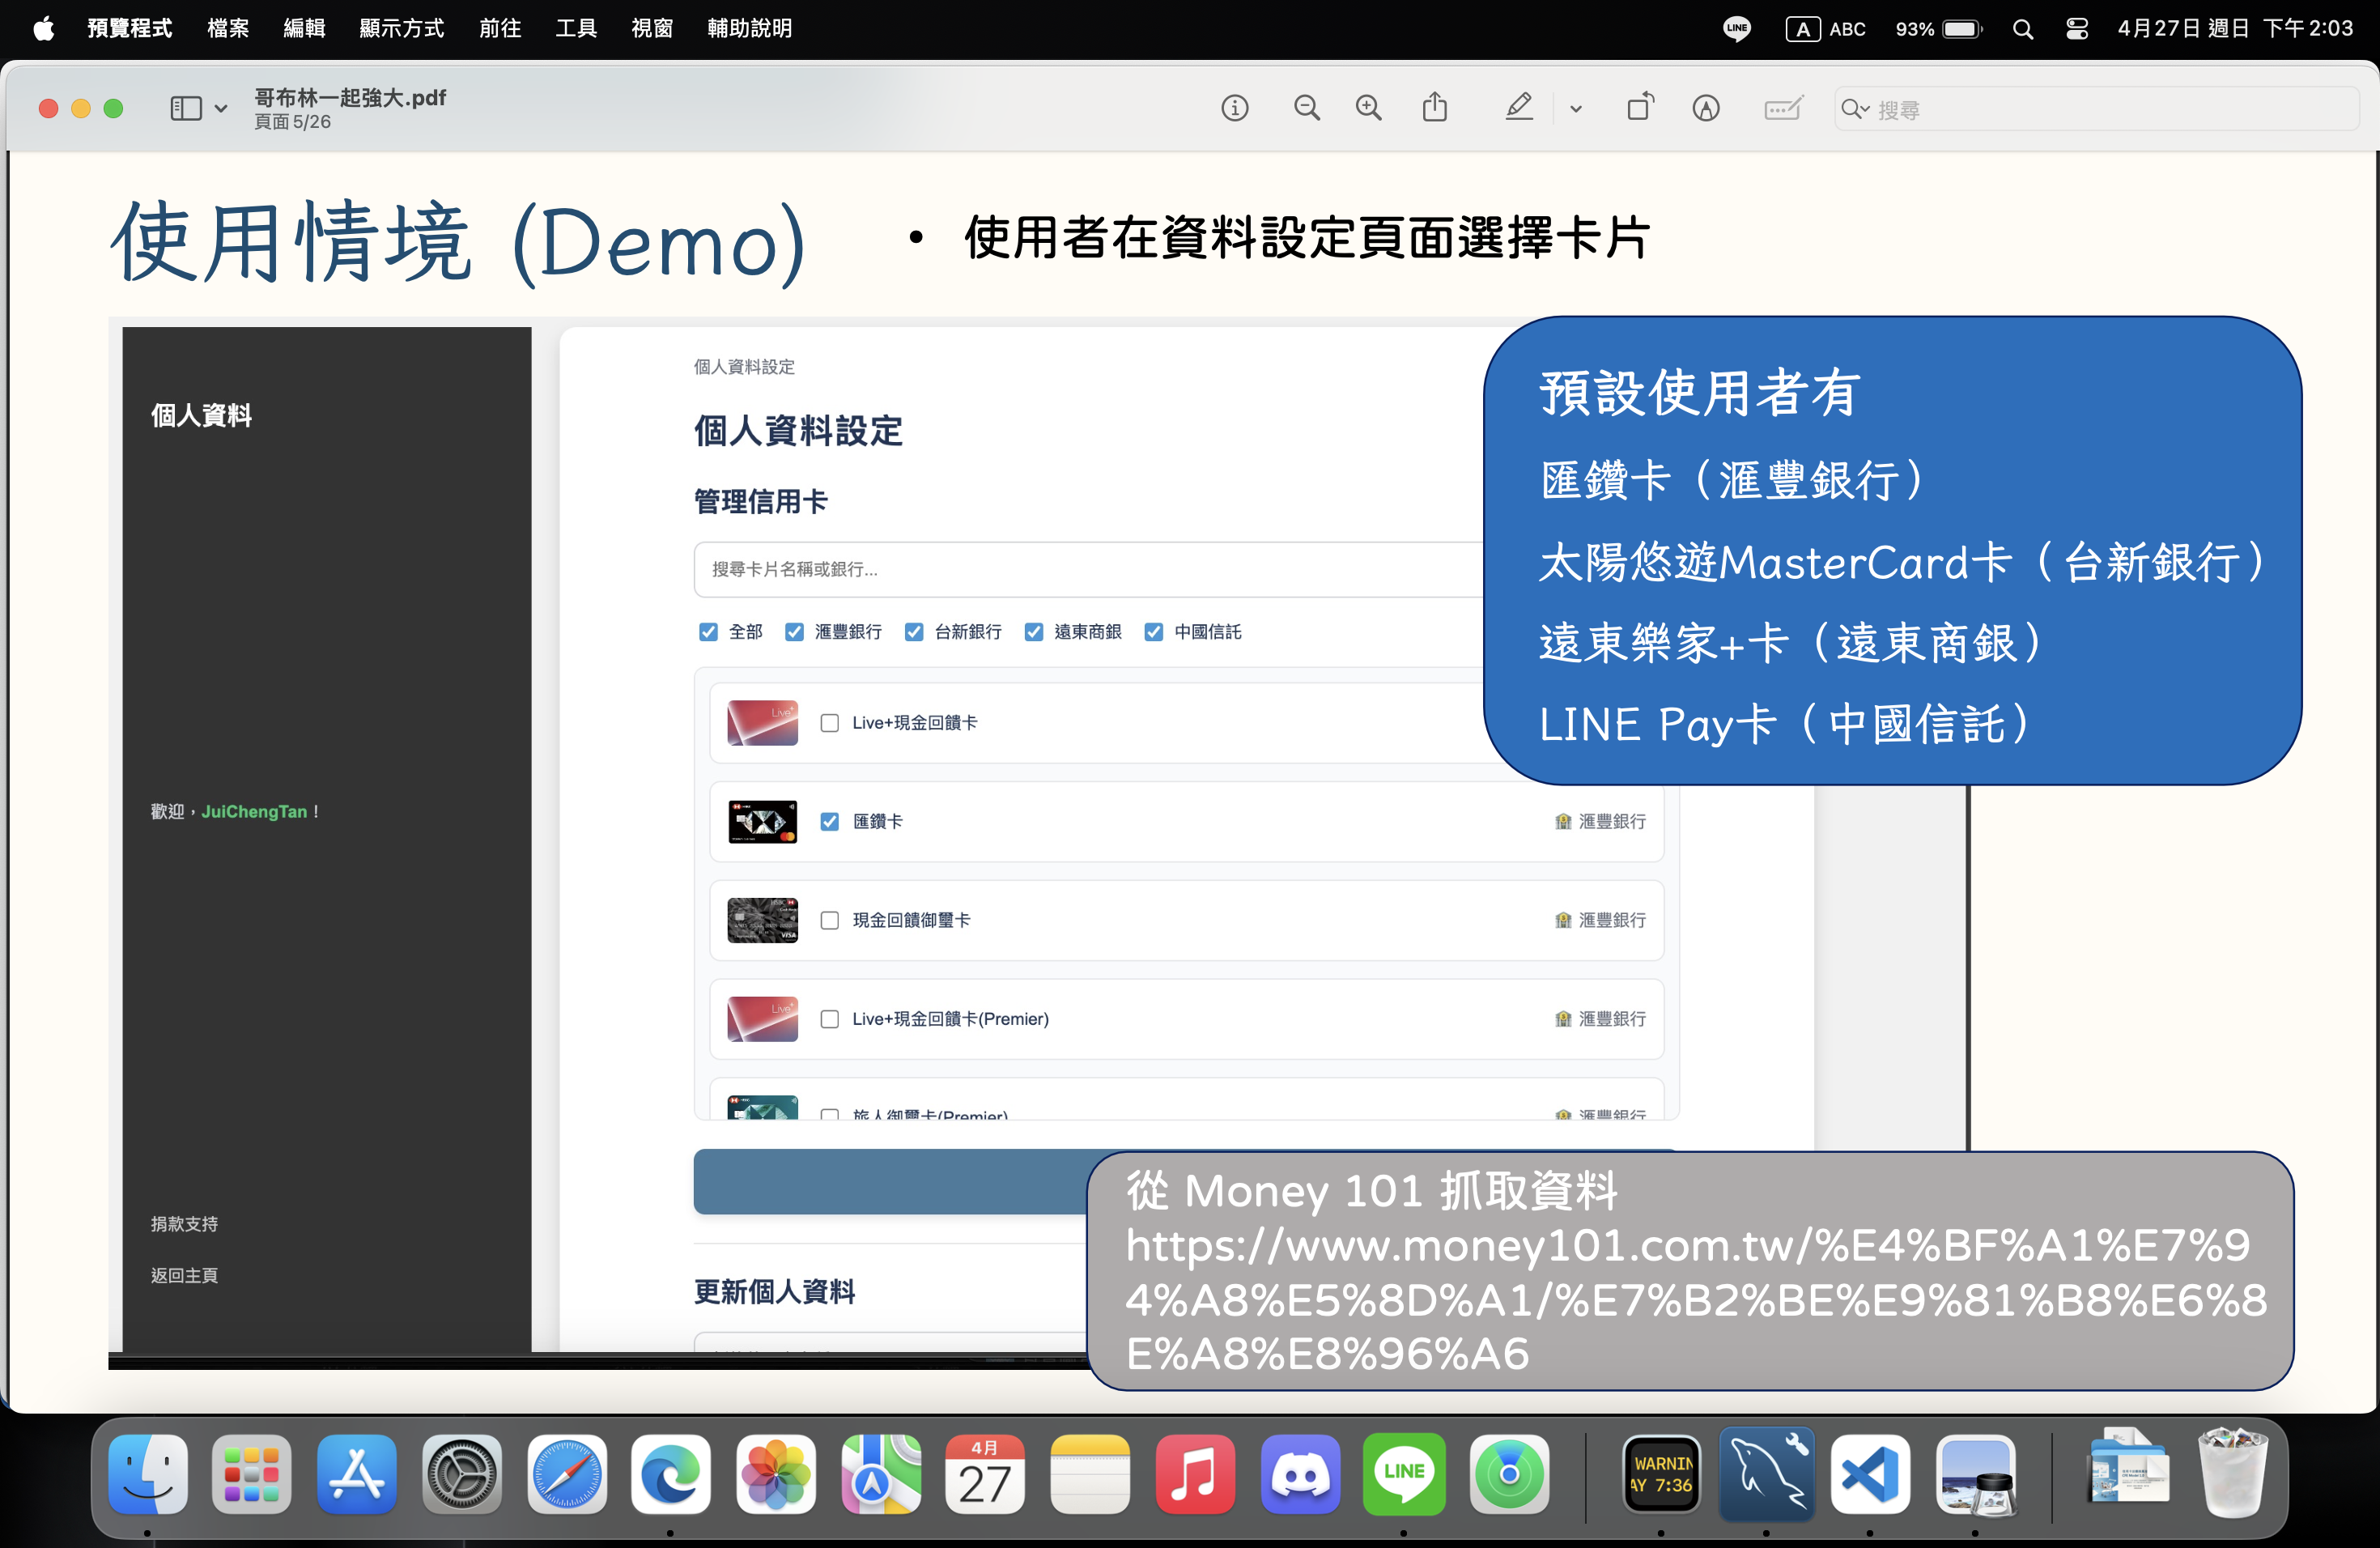 預覽程式 檔案 編輯 顯示方式 前往 工具 視窗 輔助說明
LINE A ABC 93% 4月27日 週日 下午2:03
哥布林一起強大.pdf
頁面 5/26
搜尋
使用情境 (Demo)
• 使用者在資料設定頁面選擇卡片
個人資料
歡迎，JuiChengTan！
捐款支持
返回主頁
個人資料設定
個人資料設定
管理信用卡
搜尋卡片名稱或銀行...
全部 滙豐銀行 台新銀行 遠東商銀 中國信託
Live+ Live+現金回饋卡
匯鑽卡 滙豐銀行
VISA 現金回饋御璽卡 滙豐銀行
Live+ Live+現金回饋卡(Premier) 滙豐銀行
旅人御璽卡(Premier) 滙豐銀行
更新個人資料
預設使用者有
匯鑽卡（滙豐銀行）
太陽悠遊MasterCard卡（台新銀行）
遠東樂家+卡（遠東商銀）
LINE Pay卡（中國信託）
從 Money 101 抓取資料
https://www.money101.com.tw/%E4%BF%A1%E7%9
4%A8%E5%8D%A1/%E7%B2%BE%E9%81%B8%E6%8
E%A8%E8%96%A6
4月
27
LINE
WARNIN
AY 7:36